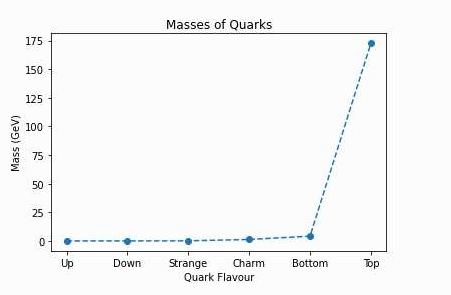 Masses of Quarks
175
150
125
100
75
50
25
0
Mass (GeV)
Up Down Strange Charm Bottom Top
Quark Flavour